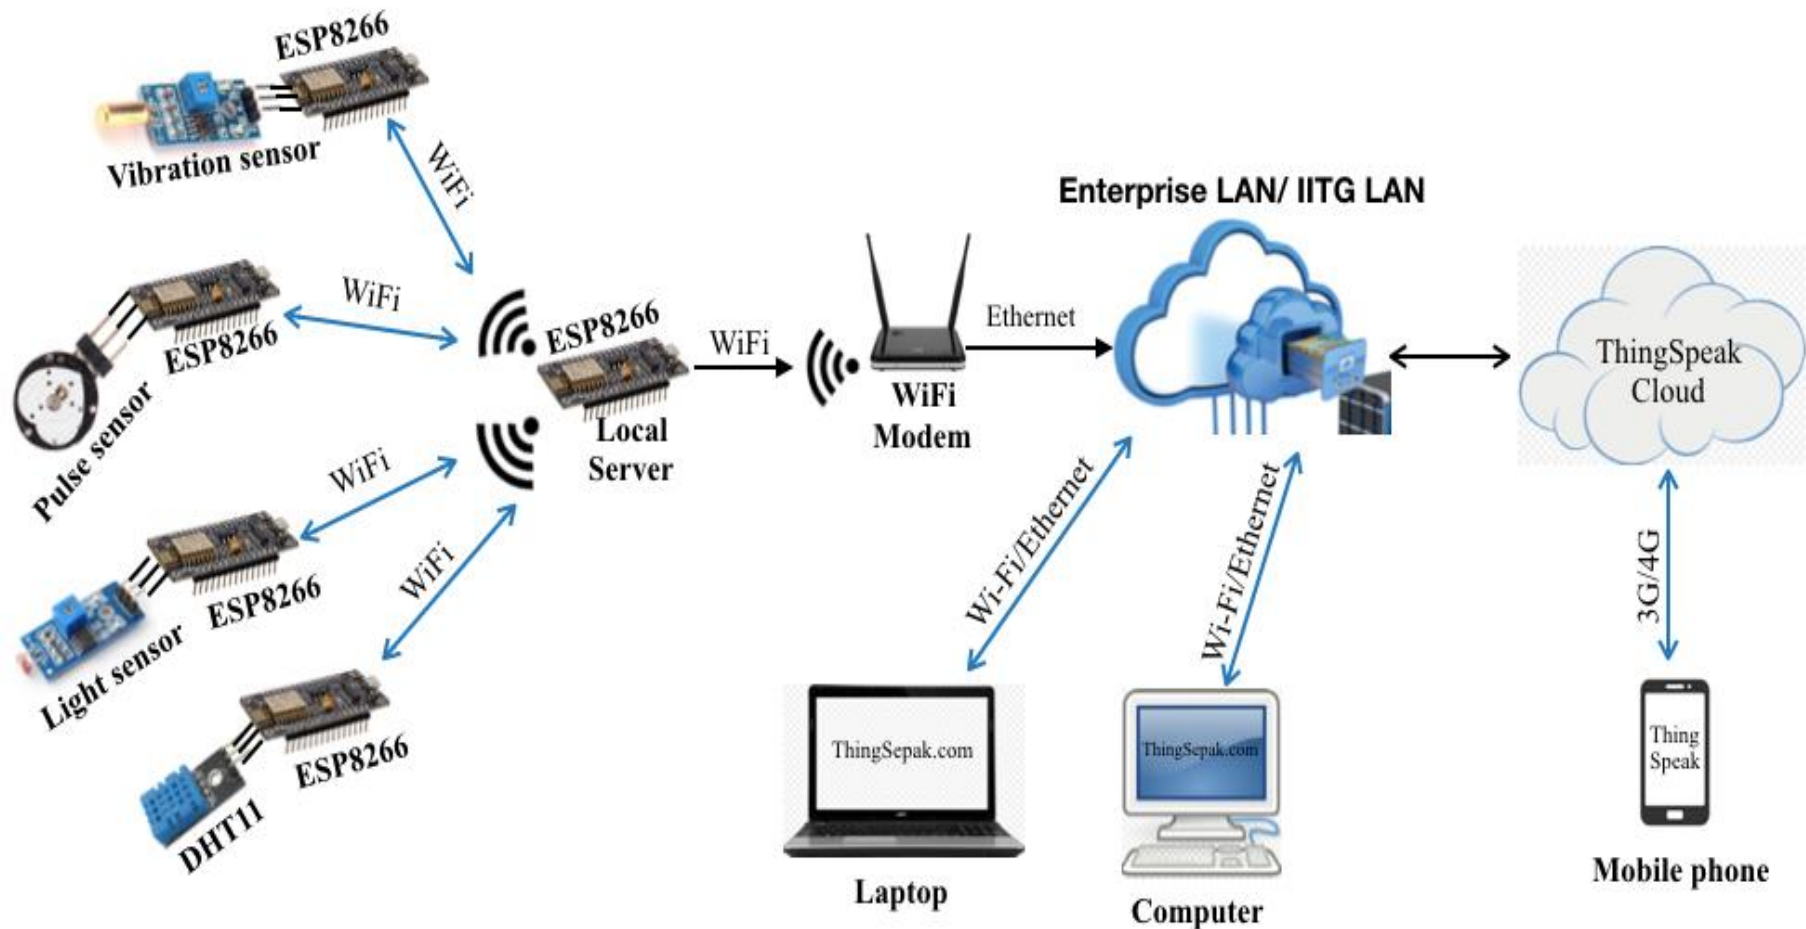 ESP8266
Vibration sensor
WiFi
ESP8266
Pulse sensor
WiFi
ESP8266
Light sensor
WiFi
ESP8266
DHT11
WiFi
ESP8266
Local
Server
WiFi
WiFi
Modem
Ethernet
Enterprise LAN/ IITG LAN
ThingSpeak
Cloud
Wi-Fi/Ethernet
Wi-Fi/Ethernet
3G/4G
ThingSepak.com
Laptop
ThingSepak.com
Computer
Thing
Speak
Mobile phone